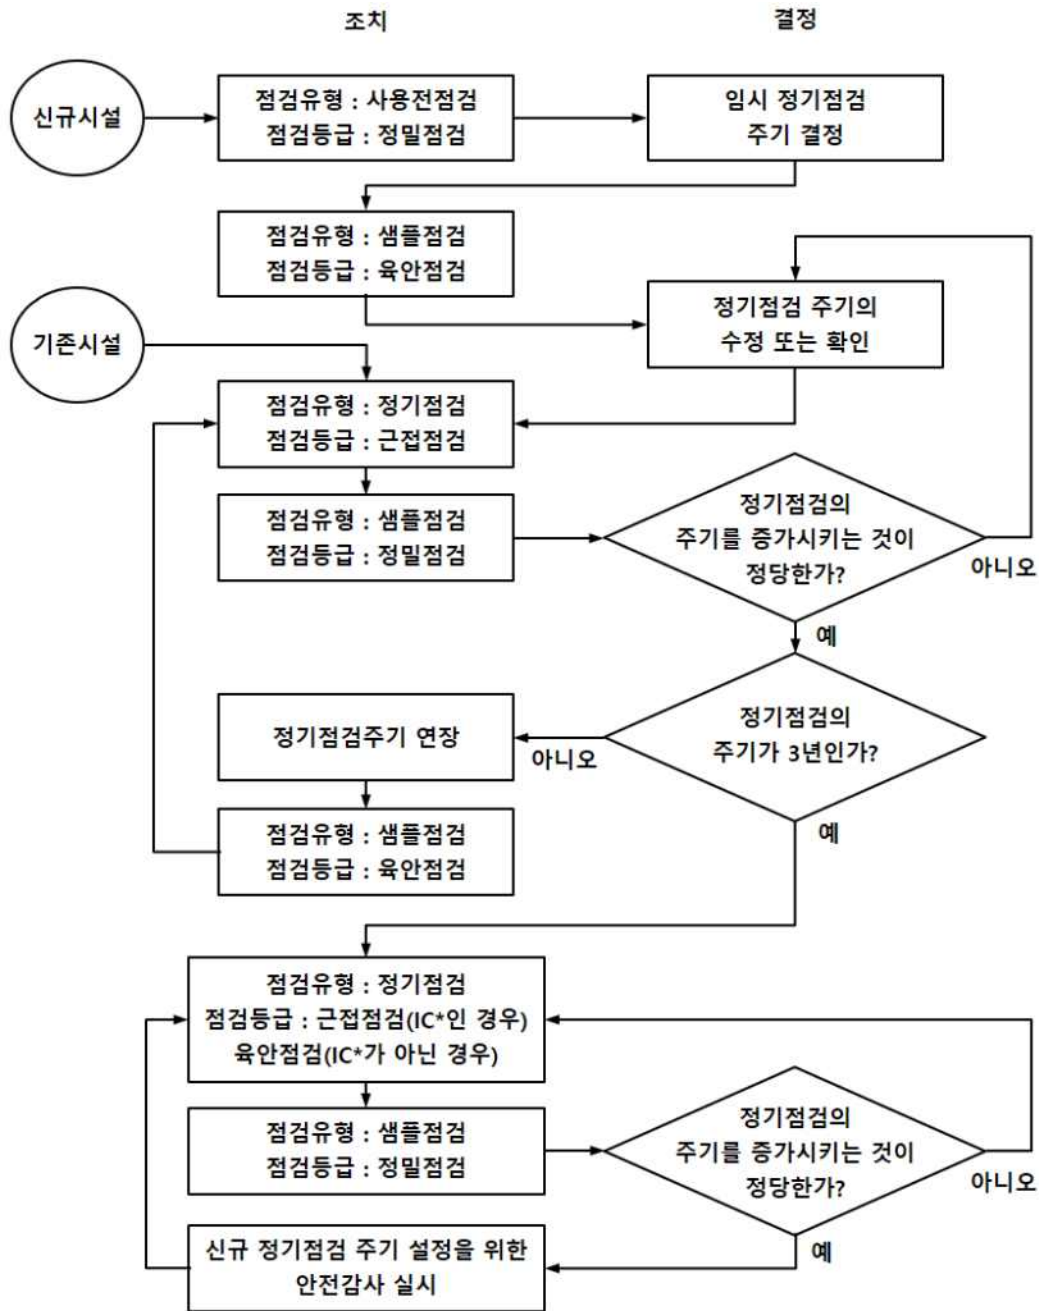 조치
결정
신규시설
점검유형 : 사용전점검
점검등급 : 정밀점검
임시 정기점검
주기 결정
점검유형 : 샘플점검
점검등급 : 육안점검
정기점검 주기의
수정 또는 확인
기존시설
점검유형 : 정기점검
점검등급 : 근접점검
점검유형 : 샘플점검
점검등급 : 정밀점검
정기점검의
주기를 증가시키는 것이
정당한가?
아니오
예
정기점검의
주기가 3년인가?
아니오
예
정기점검주기 연장
점검유형 : 샘플점검
점검등급 : 육안점검
점검유형 : 정기점검
점검등급 : 근접점검(IC*인 경우)
육안점검(IC*가 아닌 경우)
점검유형 : 샘플점검
점검등급 : 정밀점검
정기점검의
주기를 증가시키는 것이
정당한가?
아니오
예
신규 정기점검 주기 설정을 위한
안전감사 실시